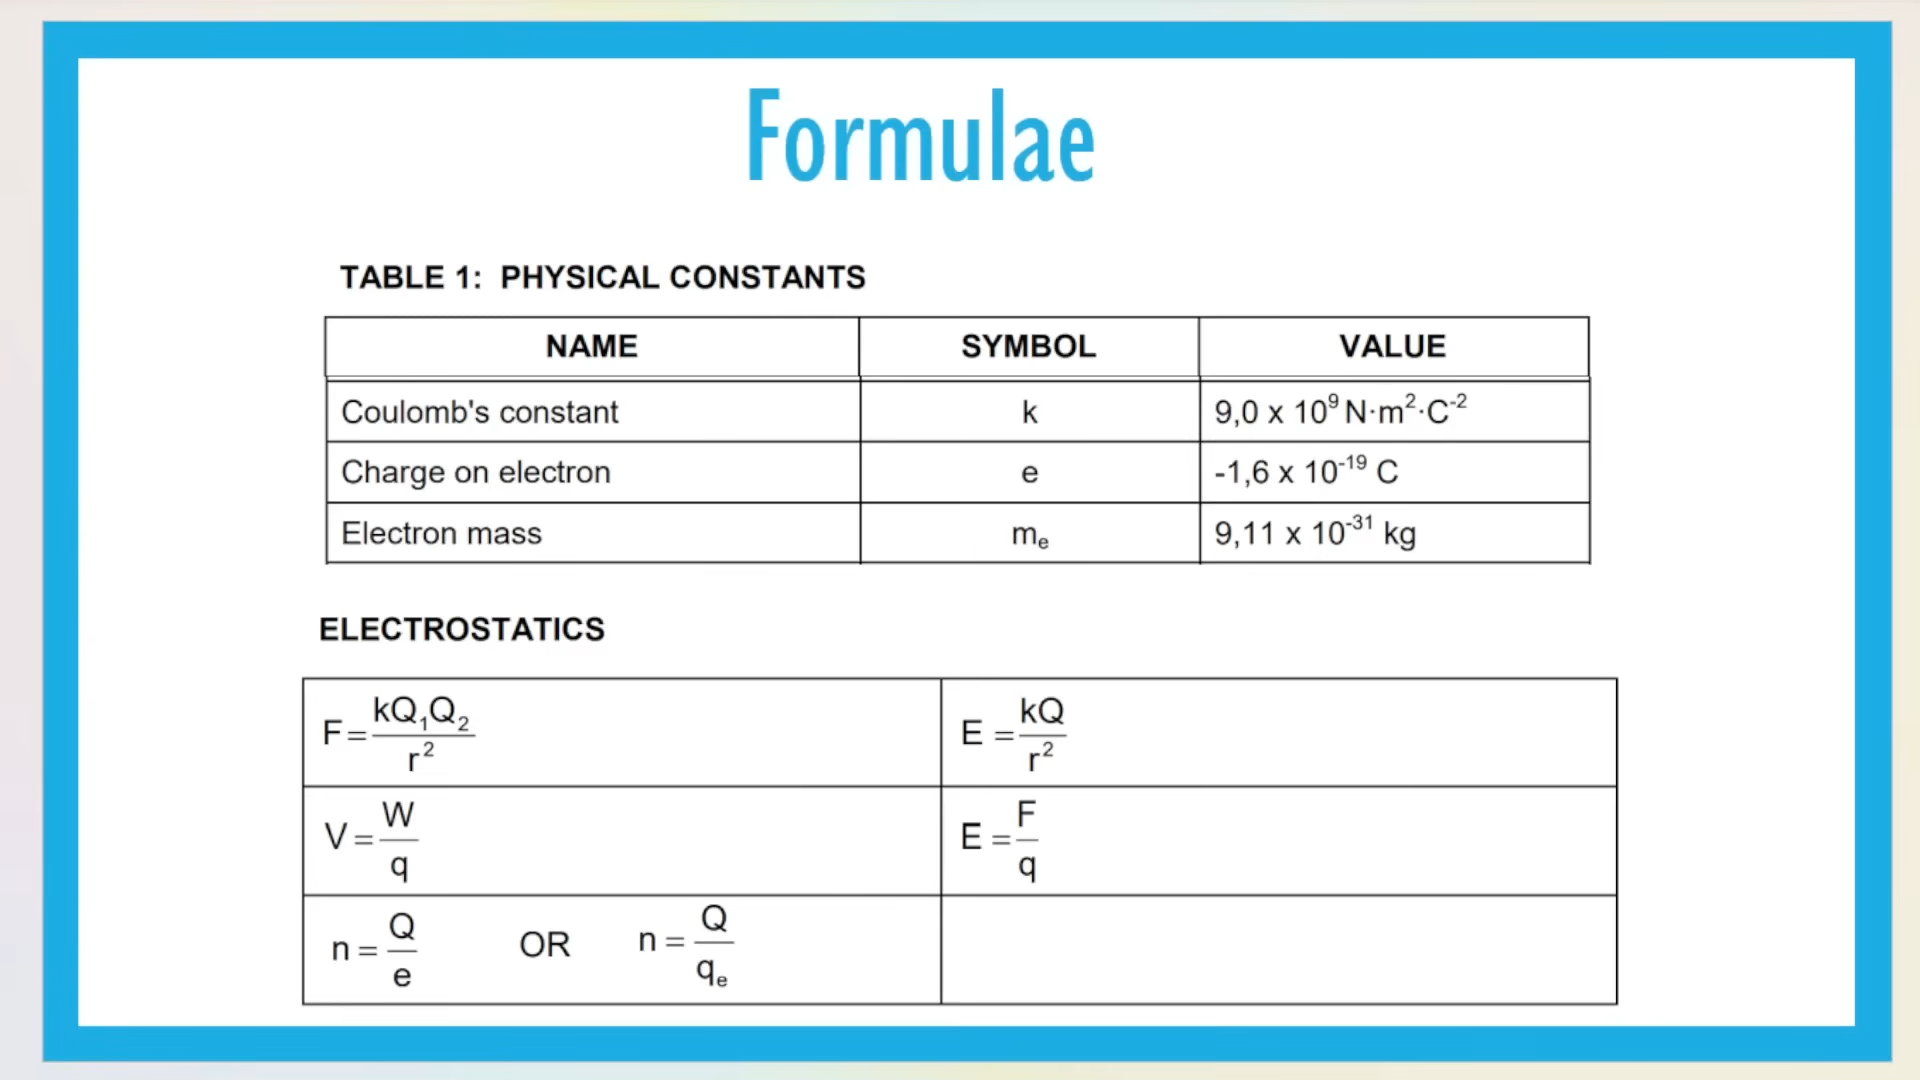 Formulae
TABLE 1: PHYSICAL CONSTANTS
NAME SYMBOL VALUE
Coulomb's constant k 9,0 x 10⁹ N·m²·C⁻²
Charge on electron e -1,6 x 10⁻¹⁹ C
Electron mass mₑ 9,11 x 10⁻³¹ kg
ELECTROSTATICS
F = kQ₁Q₂ / r² E = kQ / r²
V = W / q E = F / q
n = Q / e OR n = Q / qₑ